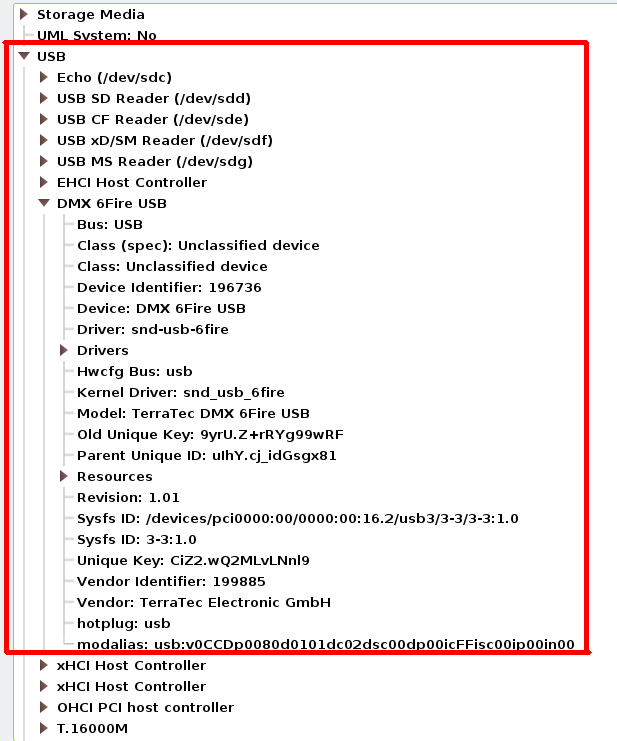 Storage Media
UML System: No
USB
Echo (/dev/sdc)
USB SD Reader (/dev/sdd)
USB CF Reader (/dev/sde)
USB xD/SM Reader (/dev/sdf)
USB MS Reader (/dev/sdg)
EHCI Host Controller
DMX 6Fire USB
Bus: USB
Class (spec): Unclassified device
Class: Unclassified device
Device Identifier: 196736
Device: DMX 6Fire USB
Driver: snd-usb-6fire
Drivers
Hwcfg Bus: usb
Kernel Driver: snd_usb_6fire
Model: TerraTec DMX 6Fire USB
Old Unique Key: 9yrU.Z+rRYg99wRF
Parent Unique ID: uIhY.cj_idGsgx81
Resources
Revision: 1.01
Sysfs ID: /devices/pci0000:00/0000:00:16.2/usb3/3-3/3-3:1.0
Sysfs ID: 3-3:1.0
Unique Key: CiZ2.wQ2MLvLNnl9
Vendor Identifier: 199885
Vendor: TerraTec Electronic GmbH
hotplug: usb
modalias: usb:v0CCDp0080d0101dc02dsc00dp00icFFisc00ip00in00
xHCI Host Controller
xHCI Host Controller
OHCI PCI host controller
T.16000M